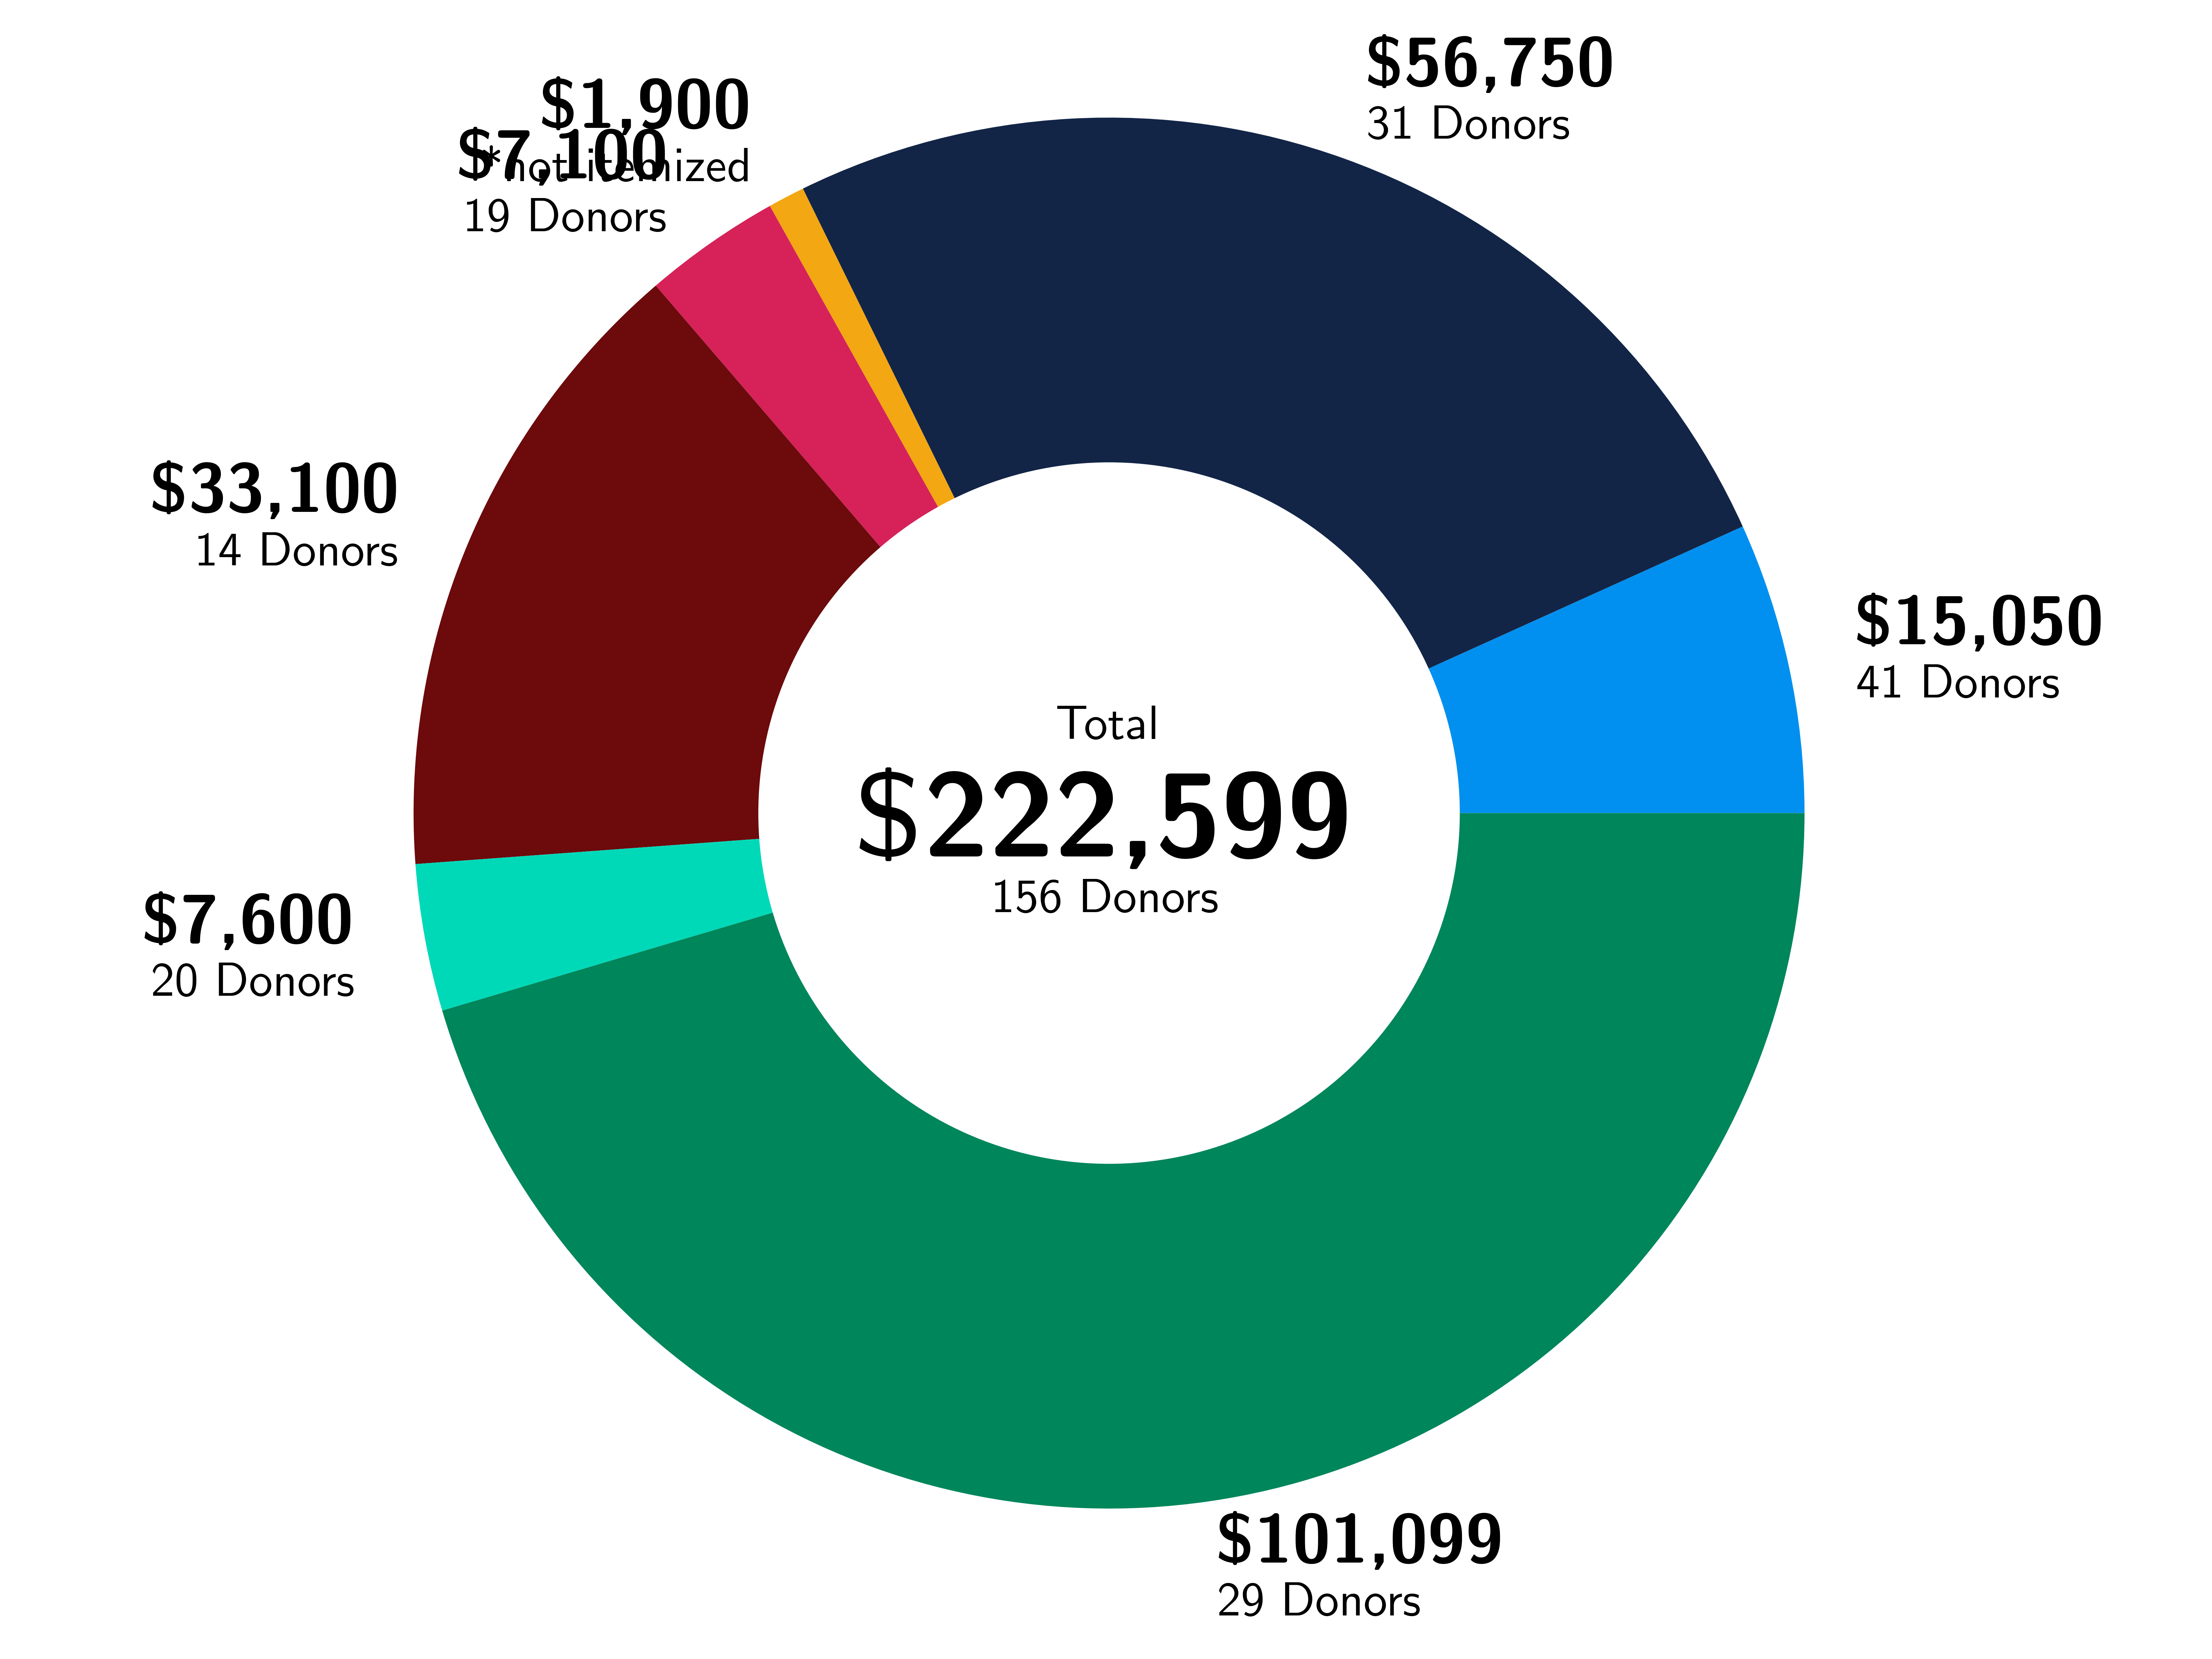 $56,750
31 Donors
$1,900
* not itemized
$7,100
19 Donors
$33,100
14 Donors
$15,050
41 Donors
Total
$222,599
156 Donors
$7,600
20 Donors
$101,099
29 Donors